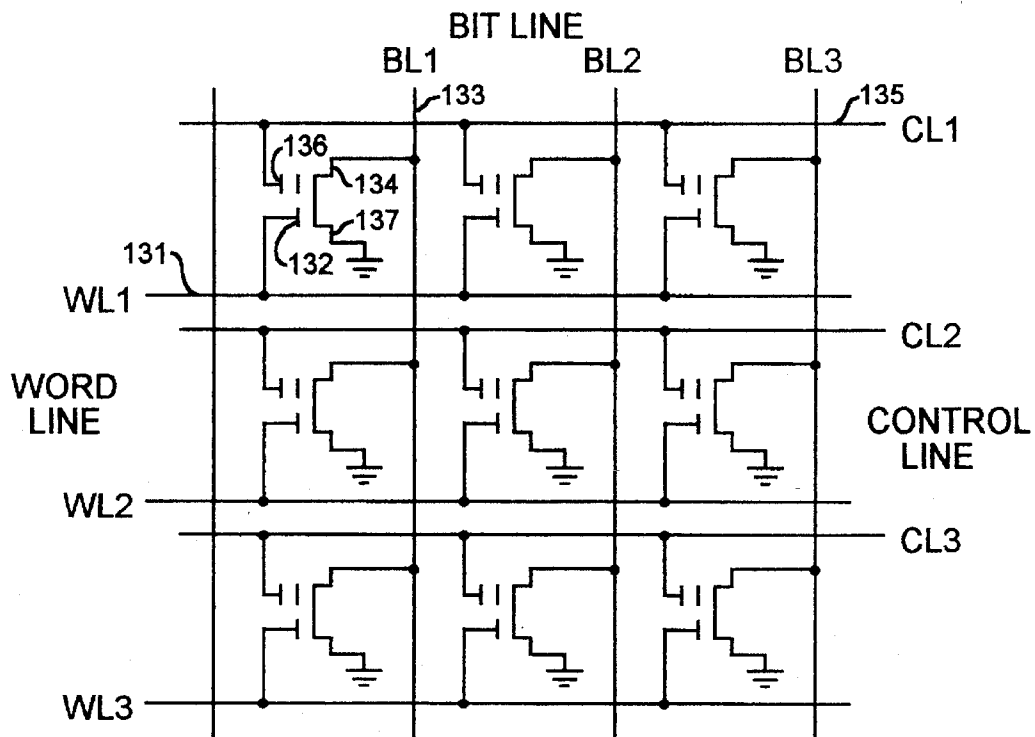 BIT LINE
BL1 BL2 BL3
133 135
CL1
136
134
137
132
131
WL1
CL2
WORD
LINE
CONTROL
LINE
WL2
CL3
WL3